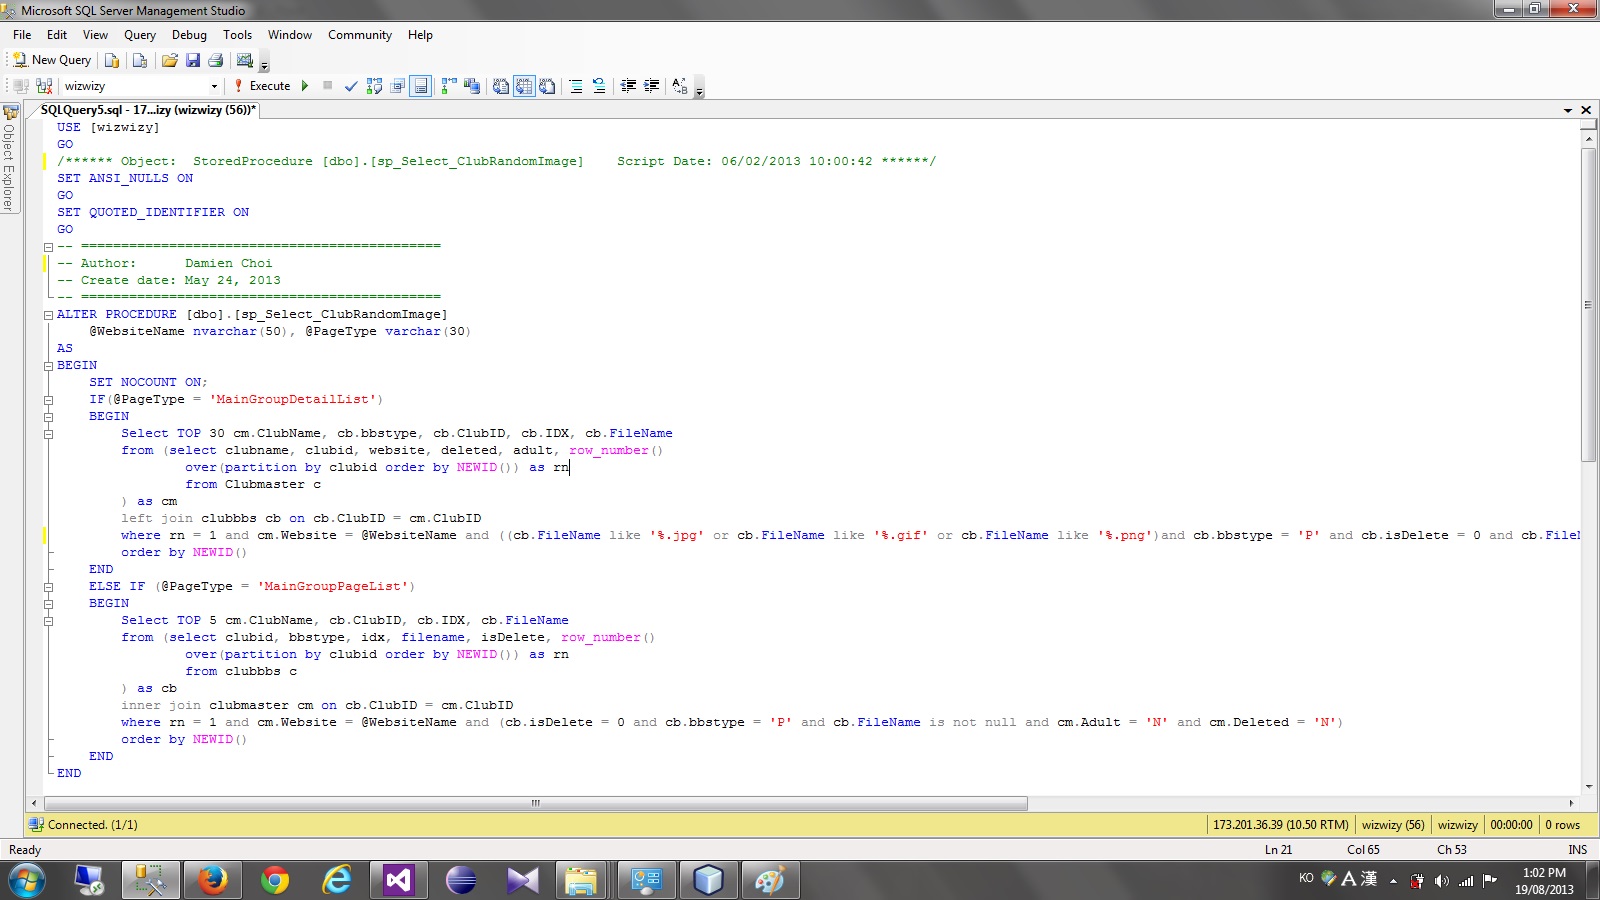 Microsoft SQL Server Management Studio
File Edit View Query Debug Tools Window Community Help
New Query
wizwizy Execute
SQLQuery5.sql - 17...izy (wizwizy (56))*
Object Explorer
USE [wizwizy]
GO
/****** Object:  StoredProcedure [dbo].[sp_Select_ClubRandomImage]    Script Date: 06/02/2013 10:00:42 ******/
SET ANSI_NULLS ON
GO
SET QUOTED_IDENTIFIER ON
GO
-- =============================================
-- Author:      Damien Choi
-- Create date: May 24, 2013
-- =============================================
ALTER PROCEDURE [dbo].[sp_Select_ClubRandomImage]
    @WebsiteName nvarchar(50), @PageType varchar(30)
AS
BEGIN
    SET NOCOUNT ON;
    IF(@PageType = 'MainGroupDetailList')
    BEGIN
        Select TOP 30 cm.ClubName, cb.bbstype, cb.ClubID, cb.IDX, cb.FileName
        from (select clubname, clubid, website, deleted, adult, row_number()
                over(partition by clubid order by NEWID()) as rn
                from Clubmaster c
        ) as cm
        left join clubbbs cb on cb.ClubID = cm.ClubID
        where rn = 1 and cm.Website = @WebsiteName and ((cb.FileName like '%.jpg' or cb.FileName like '%.gif' or cb.FileName like '%.png')and cb.bbstype = 'P' and cb.isDelete = 0 and cb.File
        order by NEWID()
    END
    ELSE IF (@PageType = 'MainGroupPageList')
    BEGIN
        Select TOP 5 cm.ClubName, cb.ClubID, cb.IDX, cb.FileName
        from (select clubid, bbstype, idx, filename, isDelete, row_number()
                over(partition by clubid order by NEWID()) as rn
                from clubbbs c
        ) as cb
        inner join clubmaster cm on cb.ClubID = cm.ClubID
        where rn = 1 and cm.Website = @WebsiteName and (cb.isDelete = 0 and cb.bbstype = 'P' and cb.FileName is not null and cm.Adult = 'N' and cm.Deleted = 'N')
        order by NEWID()
    END
END
Connected. (1/1) 173.201.36.39 (10.50 RTM) wizwizy (56) wizwizy 00:00:00 0 rows
Ready Ln 21 Col 65 Ch 53 INS
KO A 漢 1:02 PM
19/08/2013